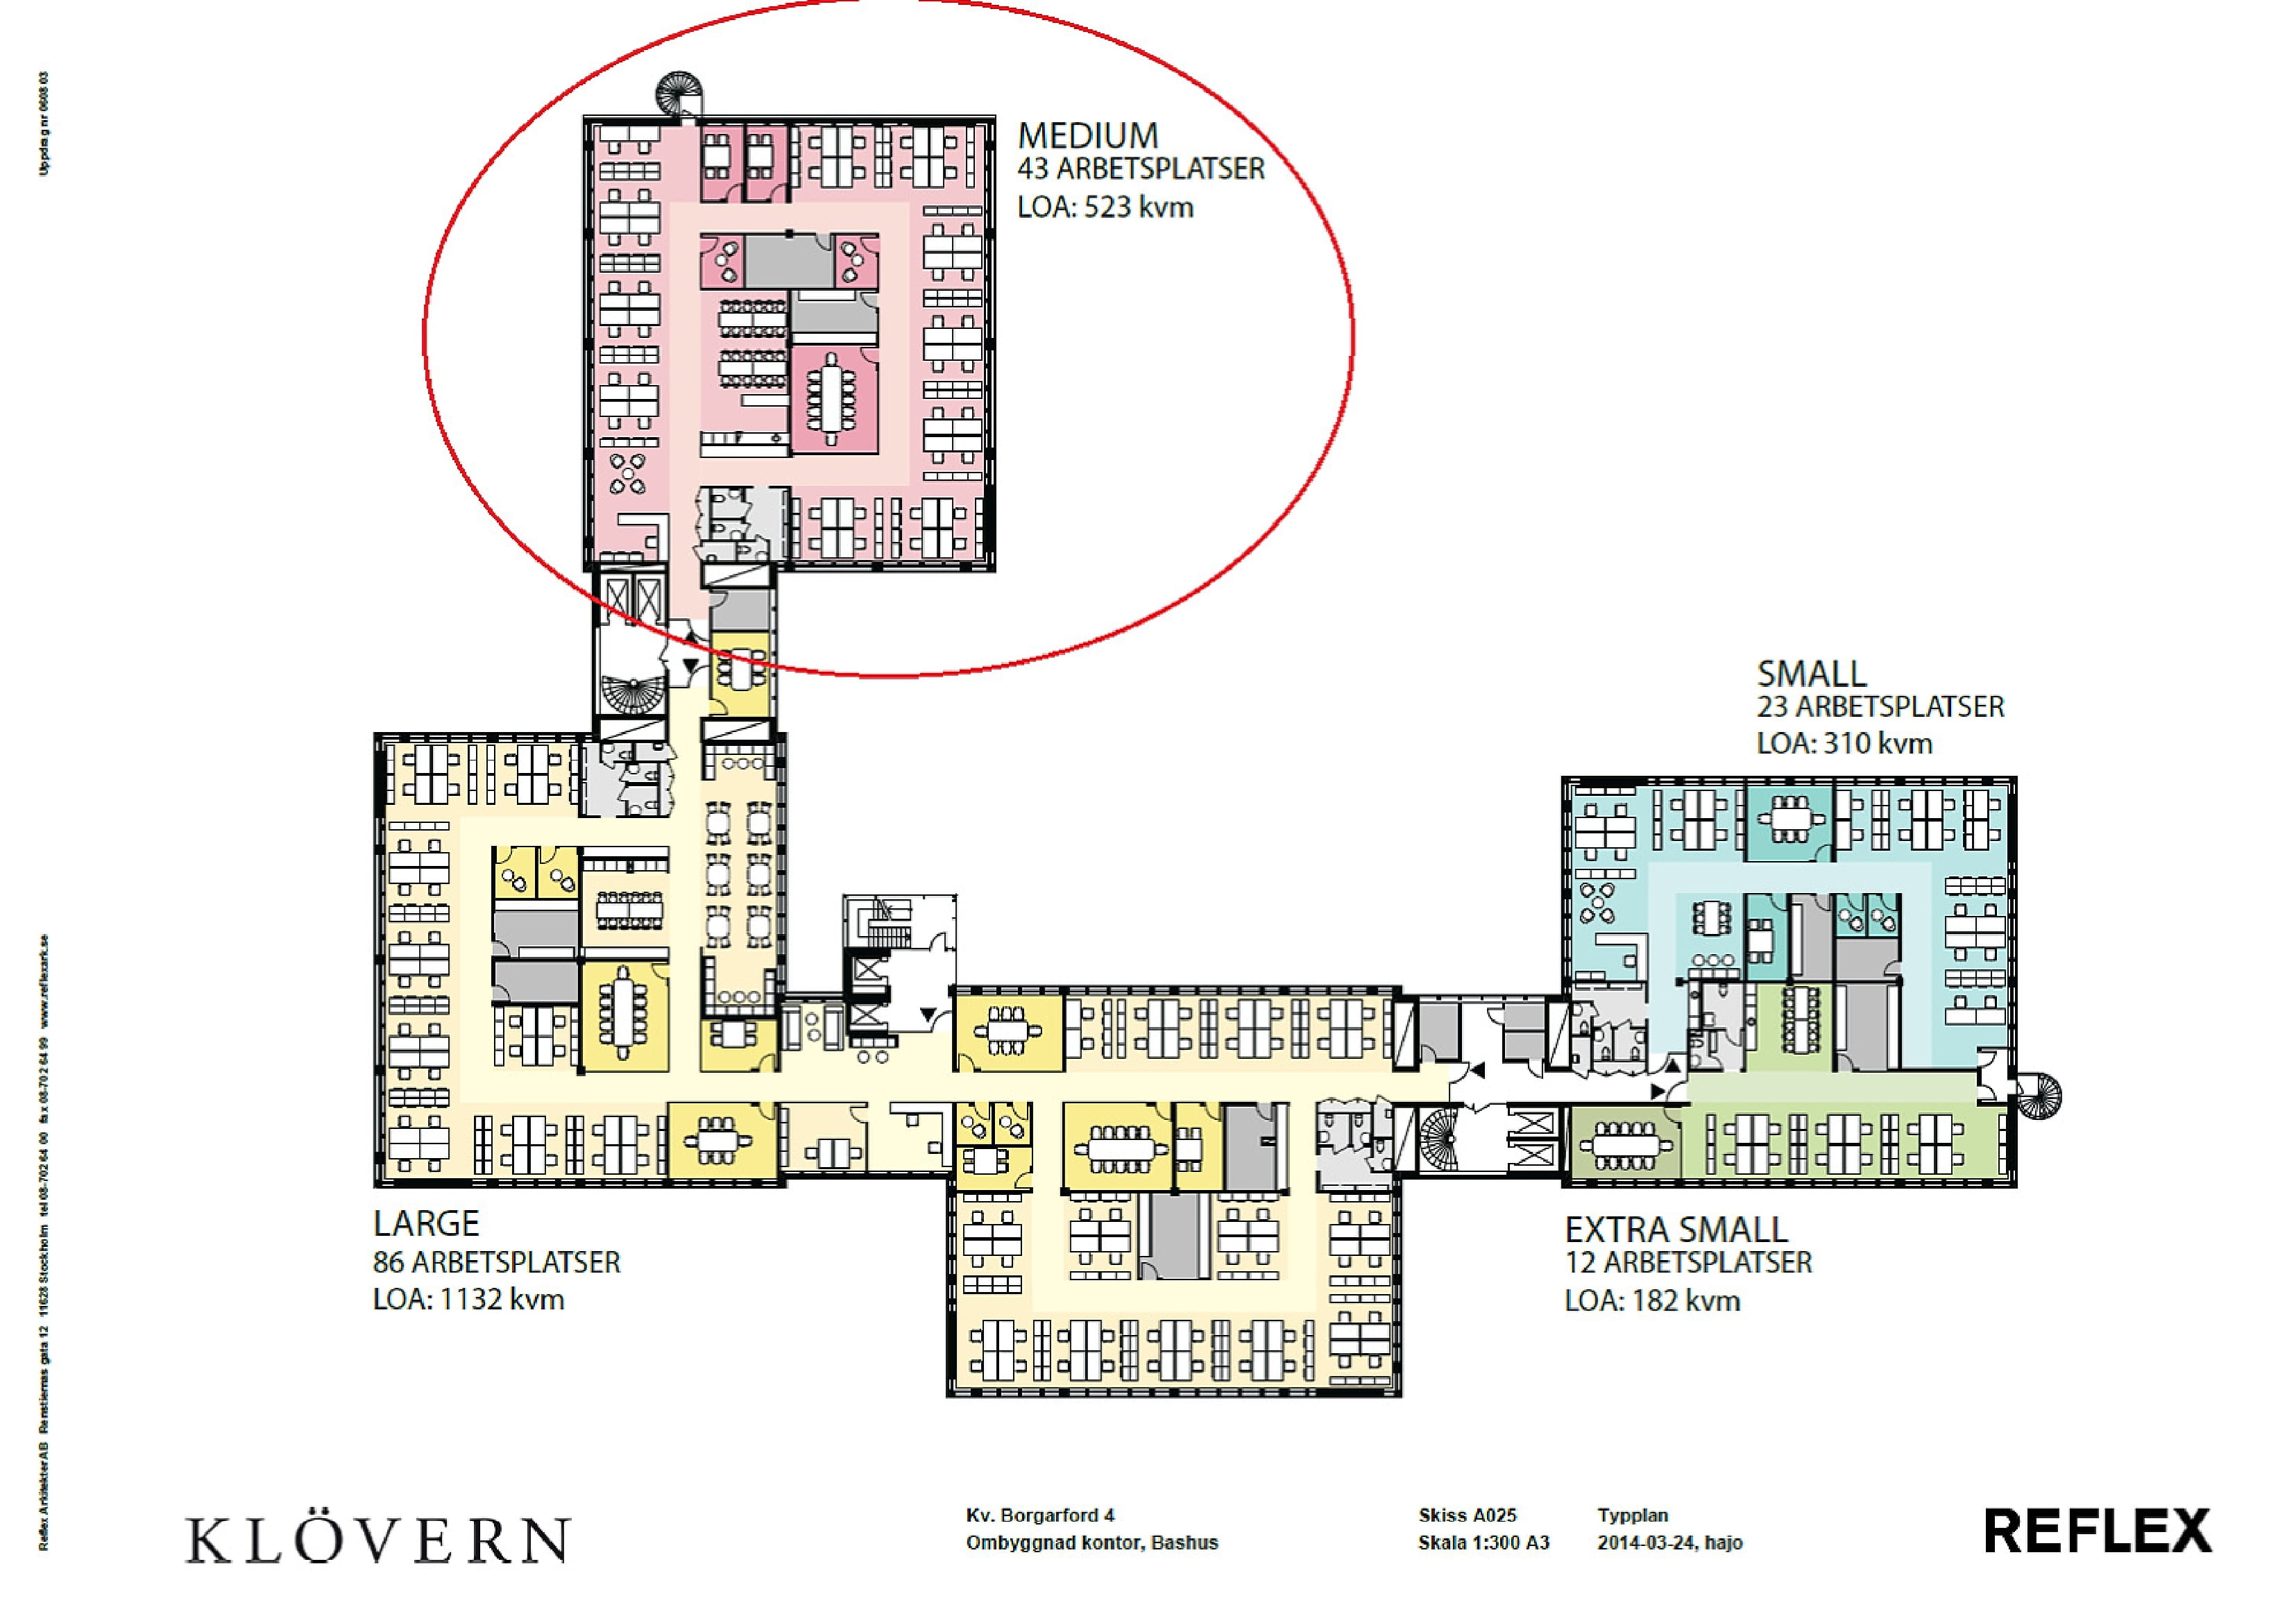 Uppdrag nr 0608 03
Reflex Arkitekter AB Renstiernas gata 12 11628 Stockholm tel 08-702 64 00 fax 08-702 64 99 www.reflexark.se
MEDIUM
43 ARBETSPLATSER
LOA: 523 kvm
SMALL
23 ARBETSPLATSER
LOA: 310 kvm
LARGE
86 ARBETSPLATSER
LOA: 1132 kvm
EXTRA SMALL
12 ARBETSPLATSER
LOA: 182 kvm
KLÖVERN
Kv. Borgarford 4
Ombyggnad kontor, Bashus
Skiss A025
Skala 1:300 A3
Typplan
2014-03-24, hajo
REFLEX